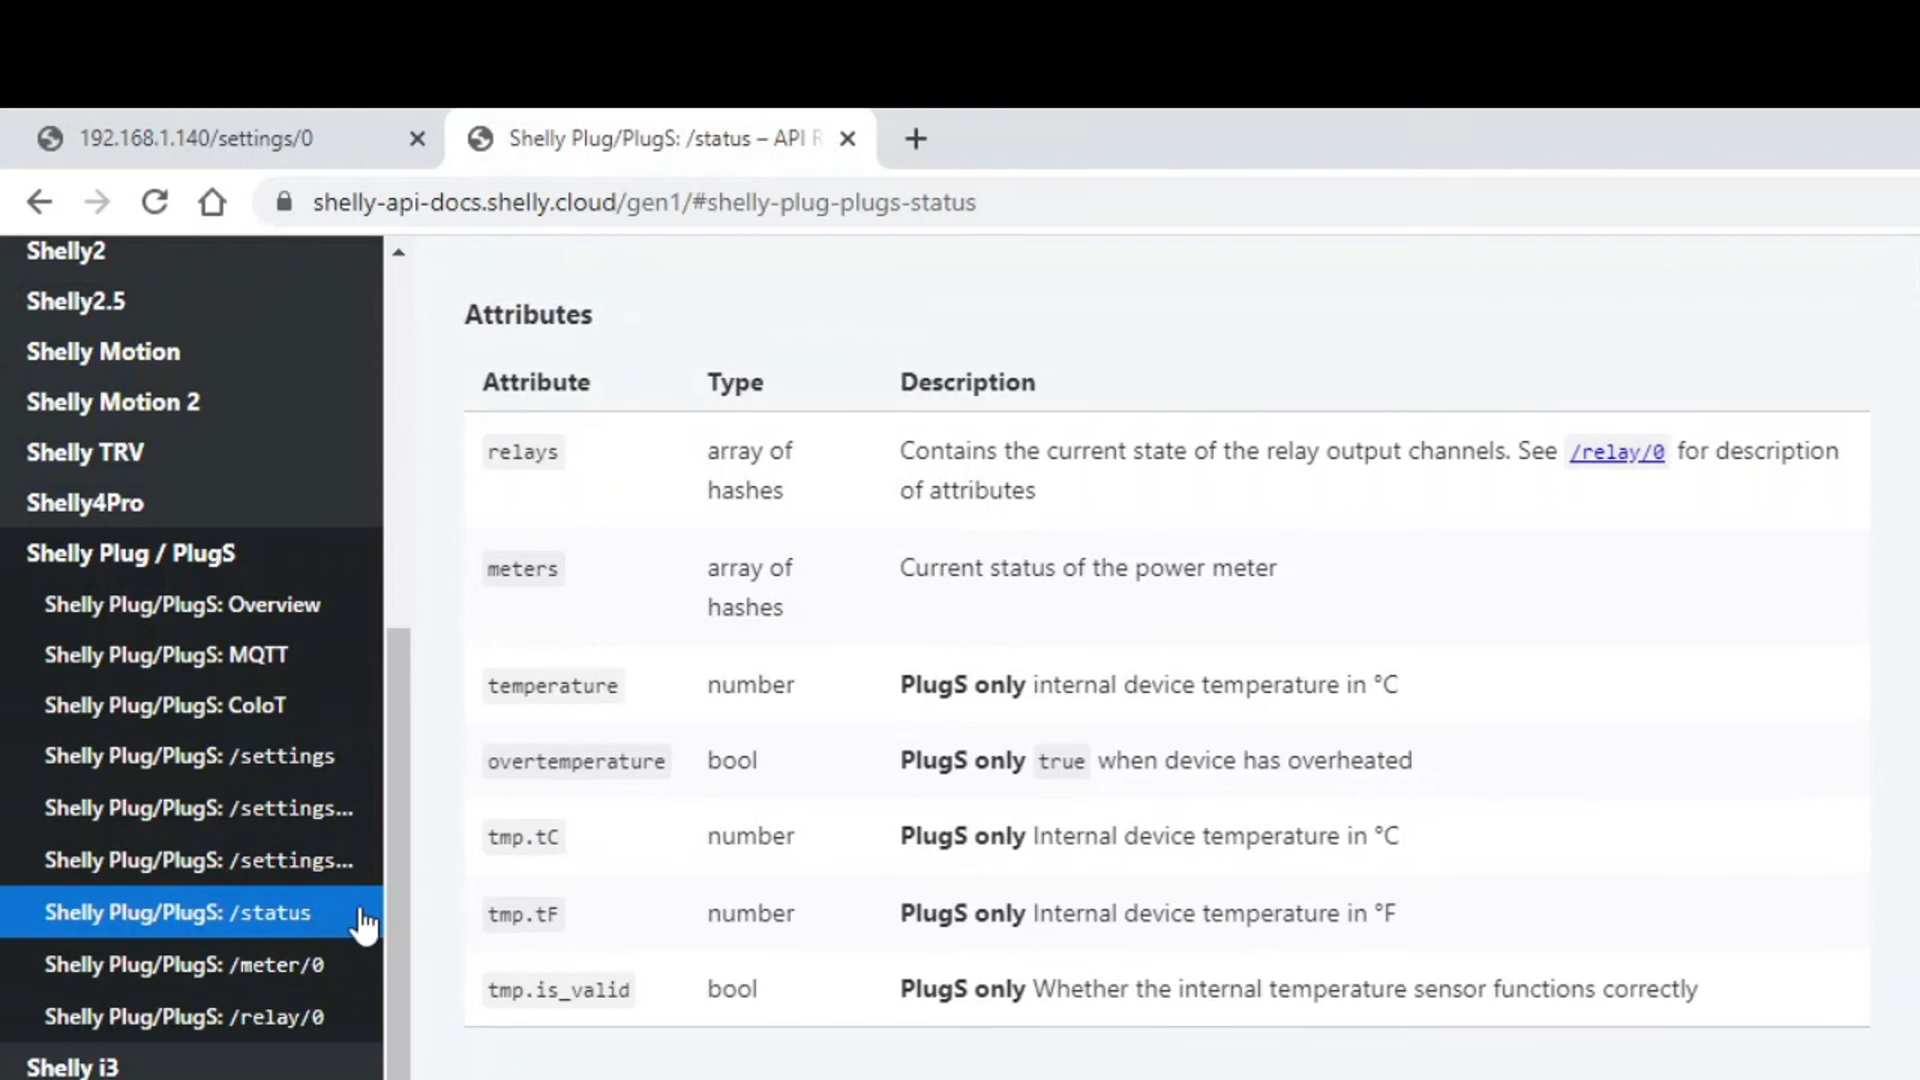 192.168.1.140/settings/0
Shelly Plug/PlugS: /status – API R
shelly-api-docs.shelly.cloud/gen1/#shelly-plug-plugs-status
Shelly2
Shelly2.5
Shelly Motion
Shelly Motion 2
Shelly TRV
Shelly4Pro
Shelly Plug / PlugS
Shelly Plug/PlugS: Overview
Shelly Plug/PlugS: MQTT
Shelly Plug/PlugS: CoIoT
Shelly Plug/PlugS: /settings
Shelly Plug/PlugS: /settings...
Shelly Plug/PlugS: /settings...
Shelly Plug/PlugS: /status
Shelly Plug/PlugS: /meter/0
Shelly Plug/PlugS: /relay/0
Shelly i3
Attributes
Attribute Type Description
relays array of Contains the current state of the relay output channels. See /relay/0 for description
hashes of attributes
meters array of Current status of the power meter
hashes
temperature number PlugS only internal device temperature in °C
overtemperature bool PlugS only true when device has overheated
tmp.tC number PlugS only Internal device temperature in °C
tmp.tF number PlugS only Internal device temperature in °F
tmp.is_valid bool PlugS only Whether the internal temperature sensor functions correctly